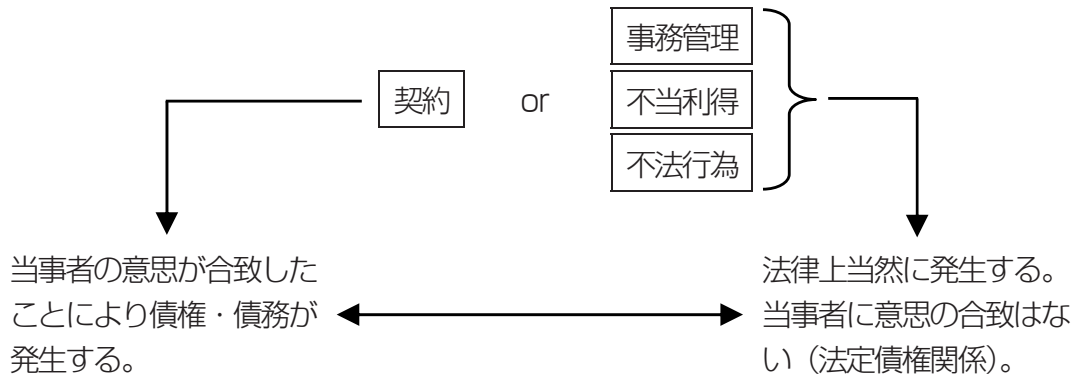 事務管理
契約 or 不当利得
不法行為
当事者の意思が合致した
ことにより債権・債務が
発生する。
法律上当然に発生する。
当事者に意思の合致はな
い（法定債権関係）。